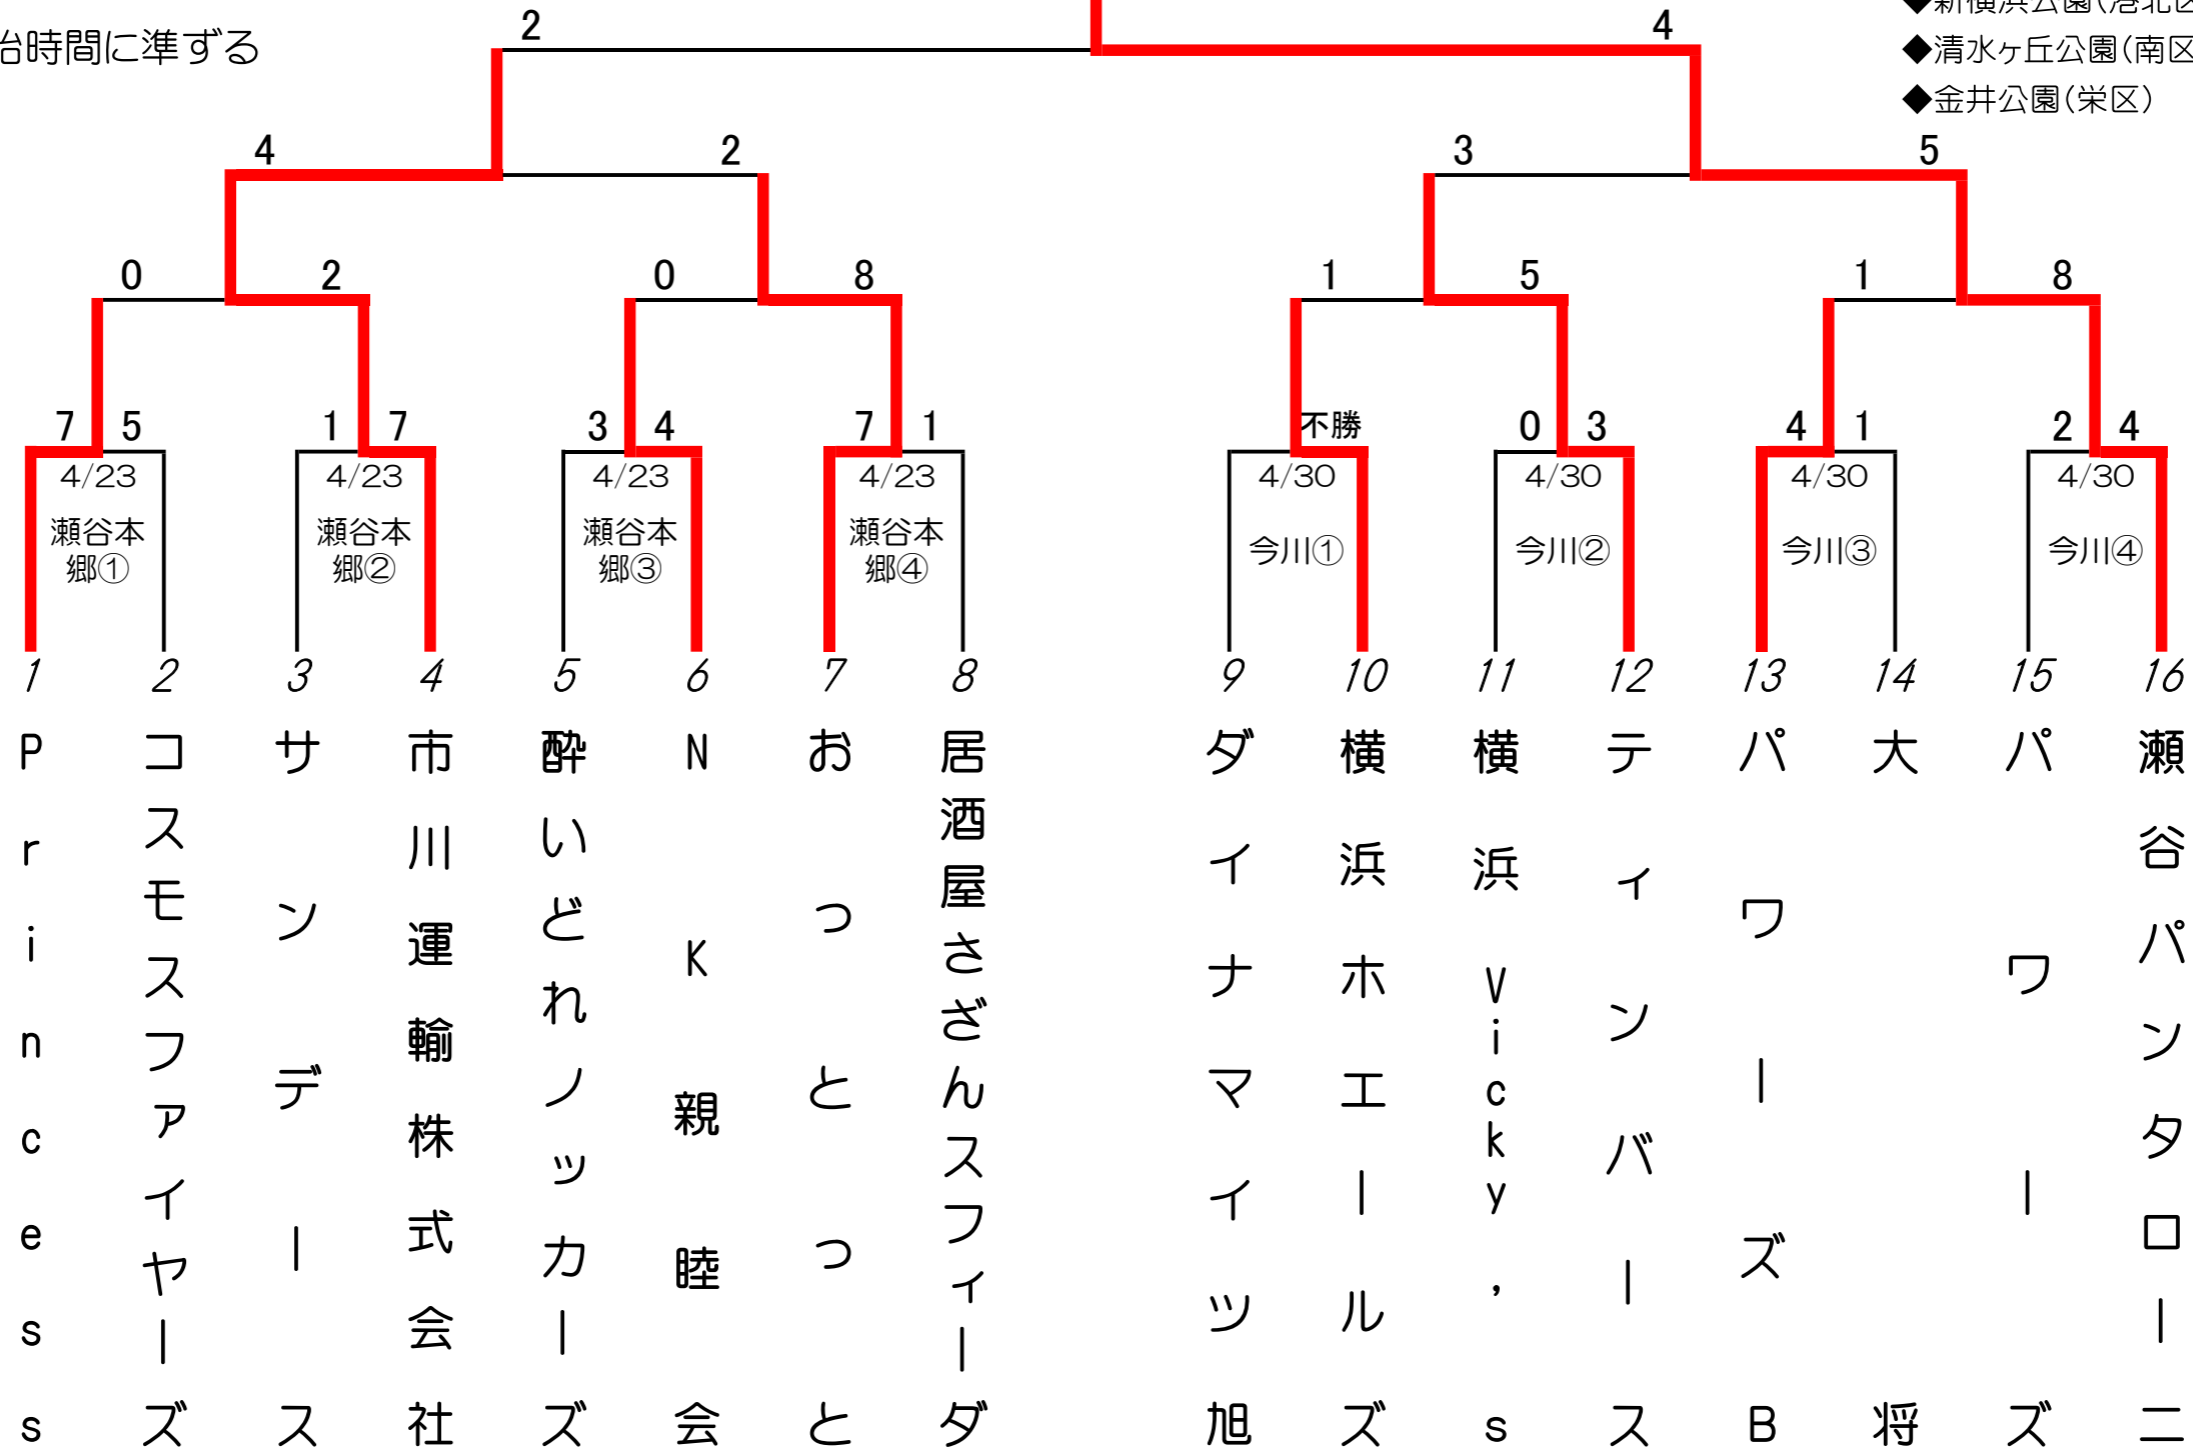 2
4
◆新横浜公園(港北区
治時間に準ずる
◆清水ヶ丘公園(南区
◆金井公園(栄区)
4
2
3
5
0
2
0
8
1
5
1
8
7 5
1 7
3 4
7 1
不勝
0 3
4 1
2 4
4/23
瀬谷本
郷①
4/23
瀬谷本
郷②
4/23
瀬谷本
郷③
4/23
瀬谷本
郷④
4/30
今川①
4/30
今川②
4/30
今川③
4/30
今川④
1
2
3
4
5
6
7
8
9
10
11
12
13
14
15
16
Princess
コスモスファイヤーズ
サンデース
市川運輸株式会社
酔いどれノッカーズ
NK親睦会
おっとっと
居酒屋さざんスフィーダ
ダイナマイツ旭
横浜ホエールズ
横浜Vicky,s
ティンバース
パワーズB
大将
パワーズ
瀬谷パンタローニ